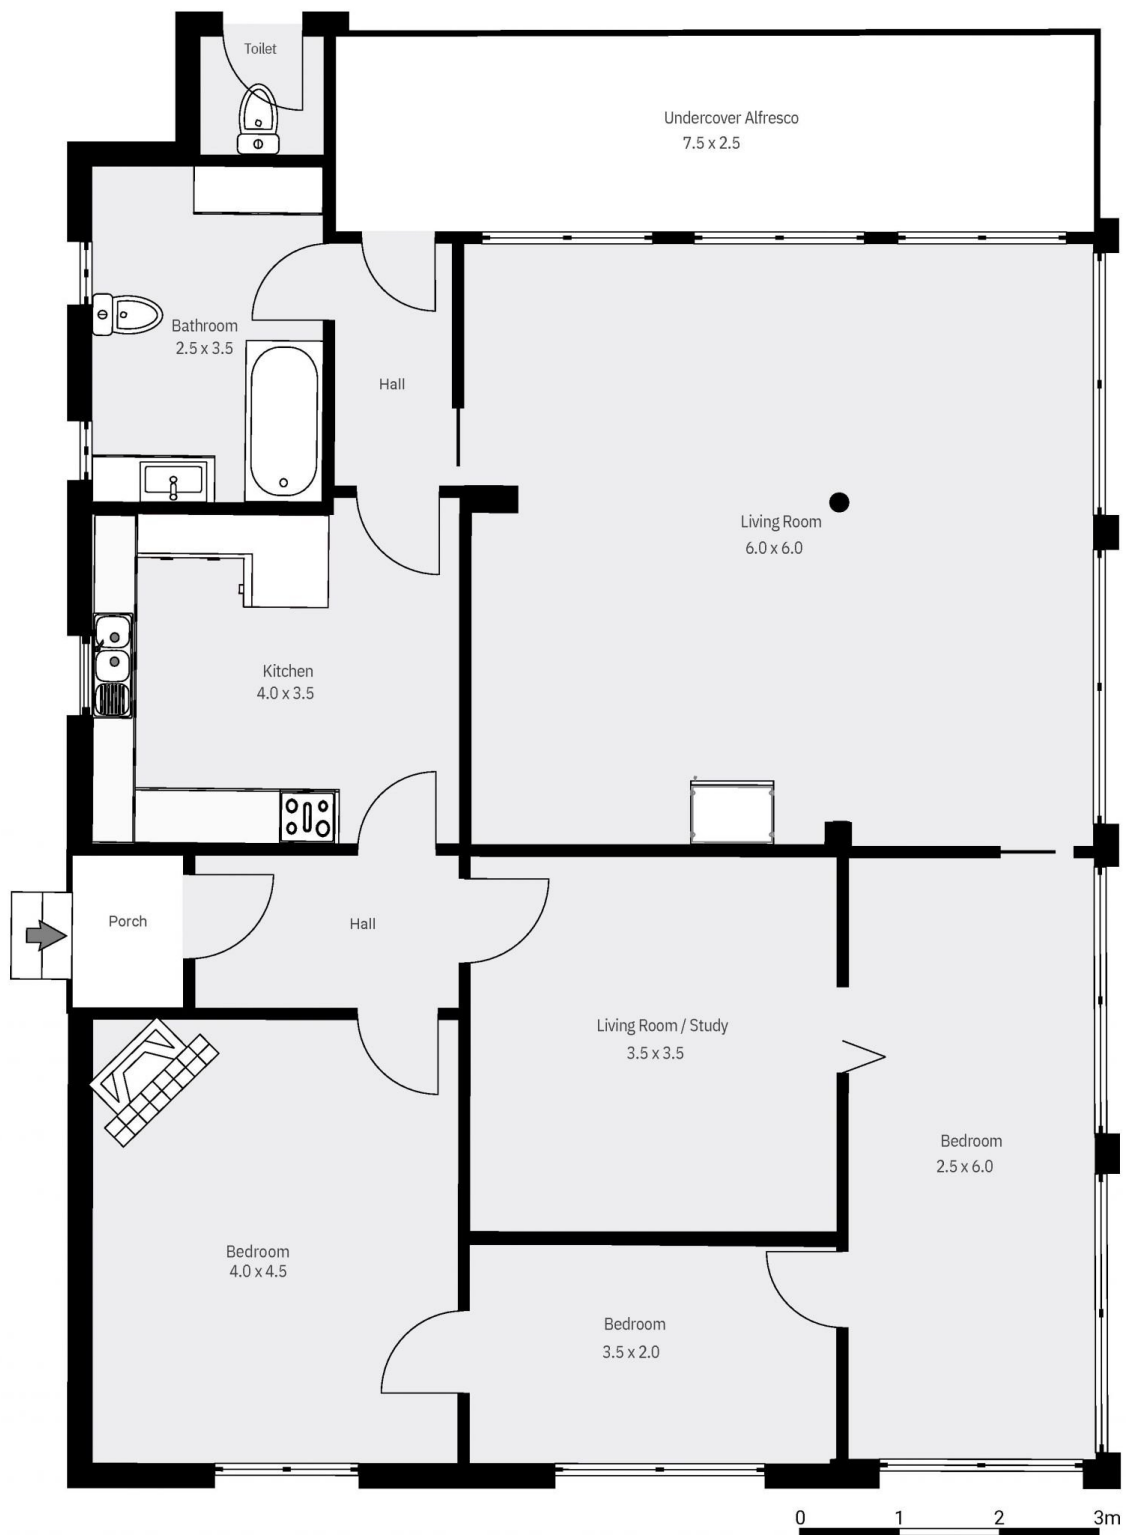 Toilet
Undercover Alfresco
7.5 x 2.5
Bathroom
2.5 x 3.5
Hall
Living Room
6.0 x 6.0
Kitchen
4.0 x 3.5
Porch
Hall
Living Room / Study
3.5 x 3.5
Bedroom
2.5 x 6.0
Bedroom
4.0 x 4.5
Bedroom
3.5 x 2.0
0 1 2 3m